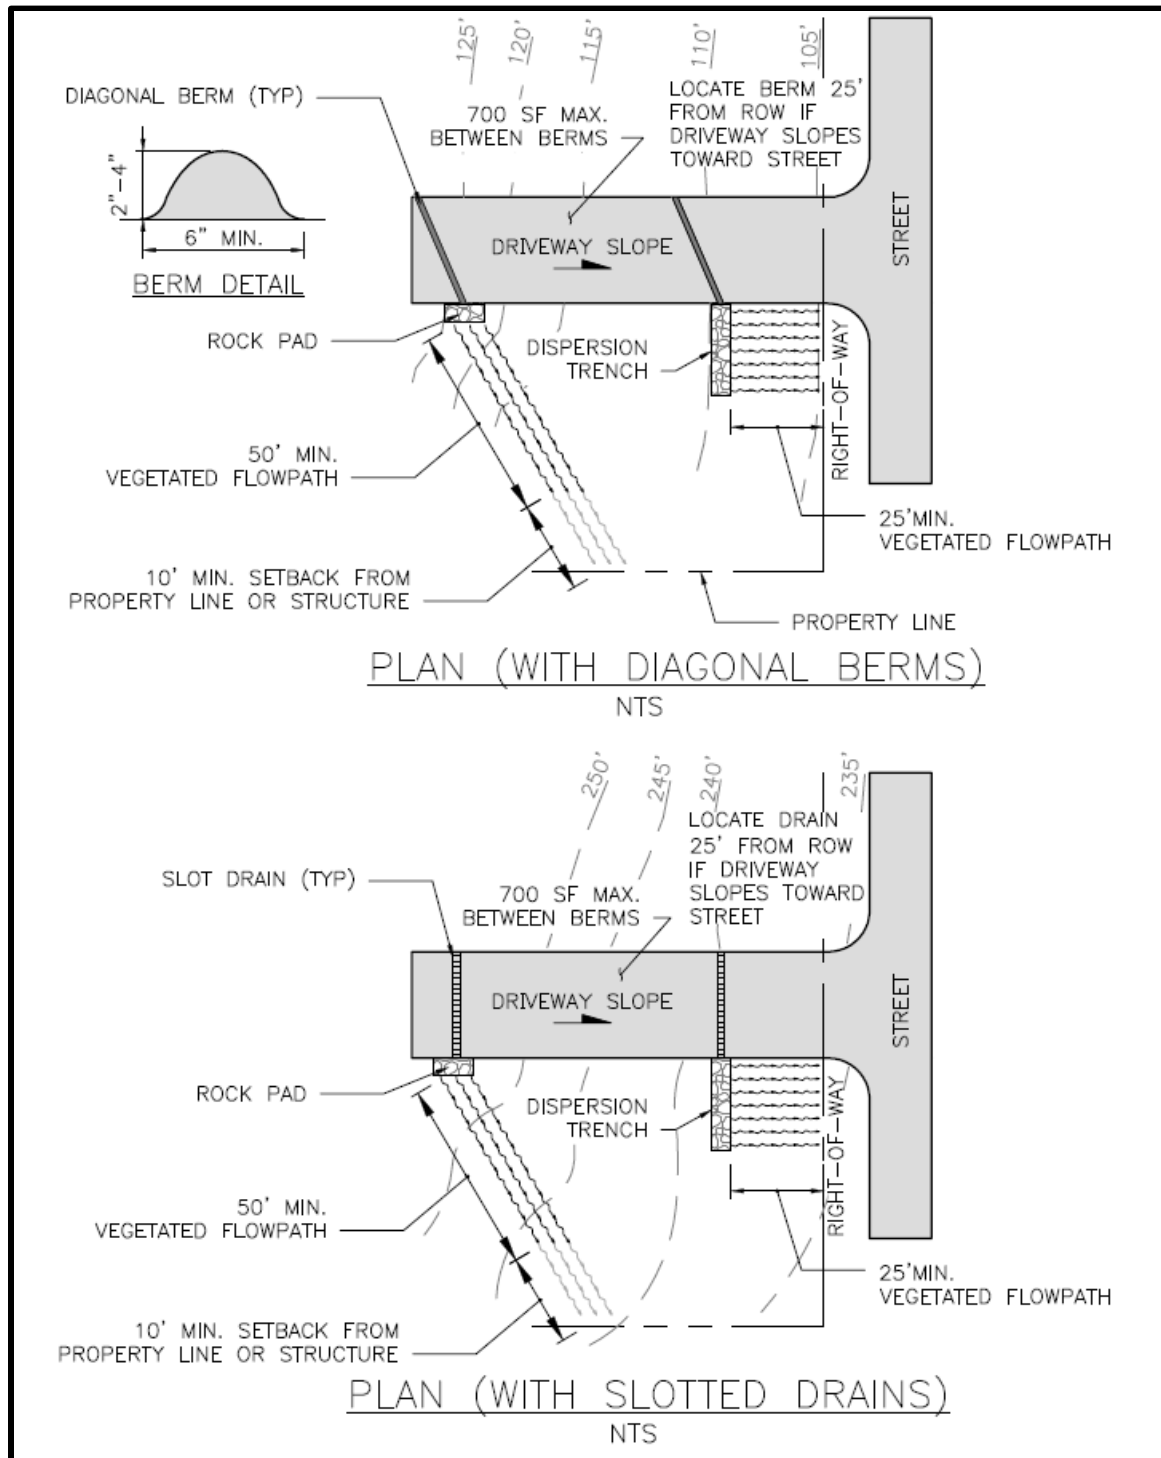 125'
120'
115'
110'
105'
DIAGONAL BERM (TYP)
700 SF MAX.
BETWEEN BERMS
LOCATE BERM 25'
FROM ROW IF
DRIVEWAY SLOPES
TOWARD STREET
2"-4"
6" MIN.
BERM DETAIL
DRIVEWAY SLOPE
STREET
ROCK PAD
DISPERSION
TRENCH
RIGHT-OF-WAY
50' MIN.
VEGETATED FLOWPATH
25'MIN.
VEGETATED FLOWPATH
10' MIN. SETBACK FROM
PROPERTY LINE OR STRUCTURE
PROPERTY LINE
PLAN (WITH DIAGONAL BERMS)
NTS
250'
245'
240'
235'
LOCATE DRAIN
25' FROM ROW
IF DRIVEWAY
SLOPES TOWARD
STREET
SLOT DRAIN (TYP)
700 SF MAX.
BETWEEN BERMS
DRIVEWAY SLOPE
STREET
ROCK PAD
DISPERSION
TRENCH
RIGHT-OF-WAY
50' MIN.
VEGETATED FLOWPATH
25'MIN.
VEGETATED FLOWPATH
10' MIN. SETBACK FROM
PROPERTY LINE OR STRUCTURE
PLAN (WITH SLOTTED DRAINS)
NTS